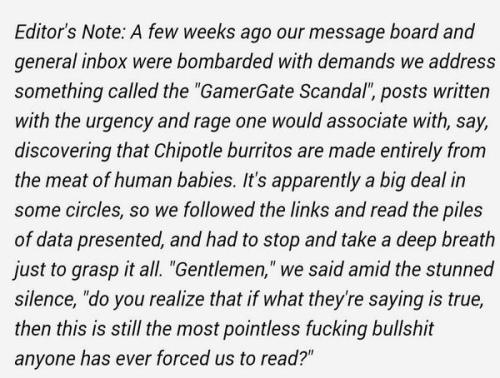 Editor's Note: A few weeks ago our message board and
general inbox were bombarded with demands we address
something called the "GamerGate Scandal", posts written
with the urgency and rage one would associate with, say,
discovering that Chipotle burritos are made entirely from
the meat of human babies. It's apparently a big deal in
some circles, so we followed the links and read the piles
of data presented, and had to stop and take a deep breath
just to grasp it all. "Gentlemen," we said amid the stunned
silence, "do you realize that if what they're saying is true,
then this is still the most pointless fucking bullshit
anyone has ever forced us to read?"